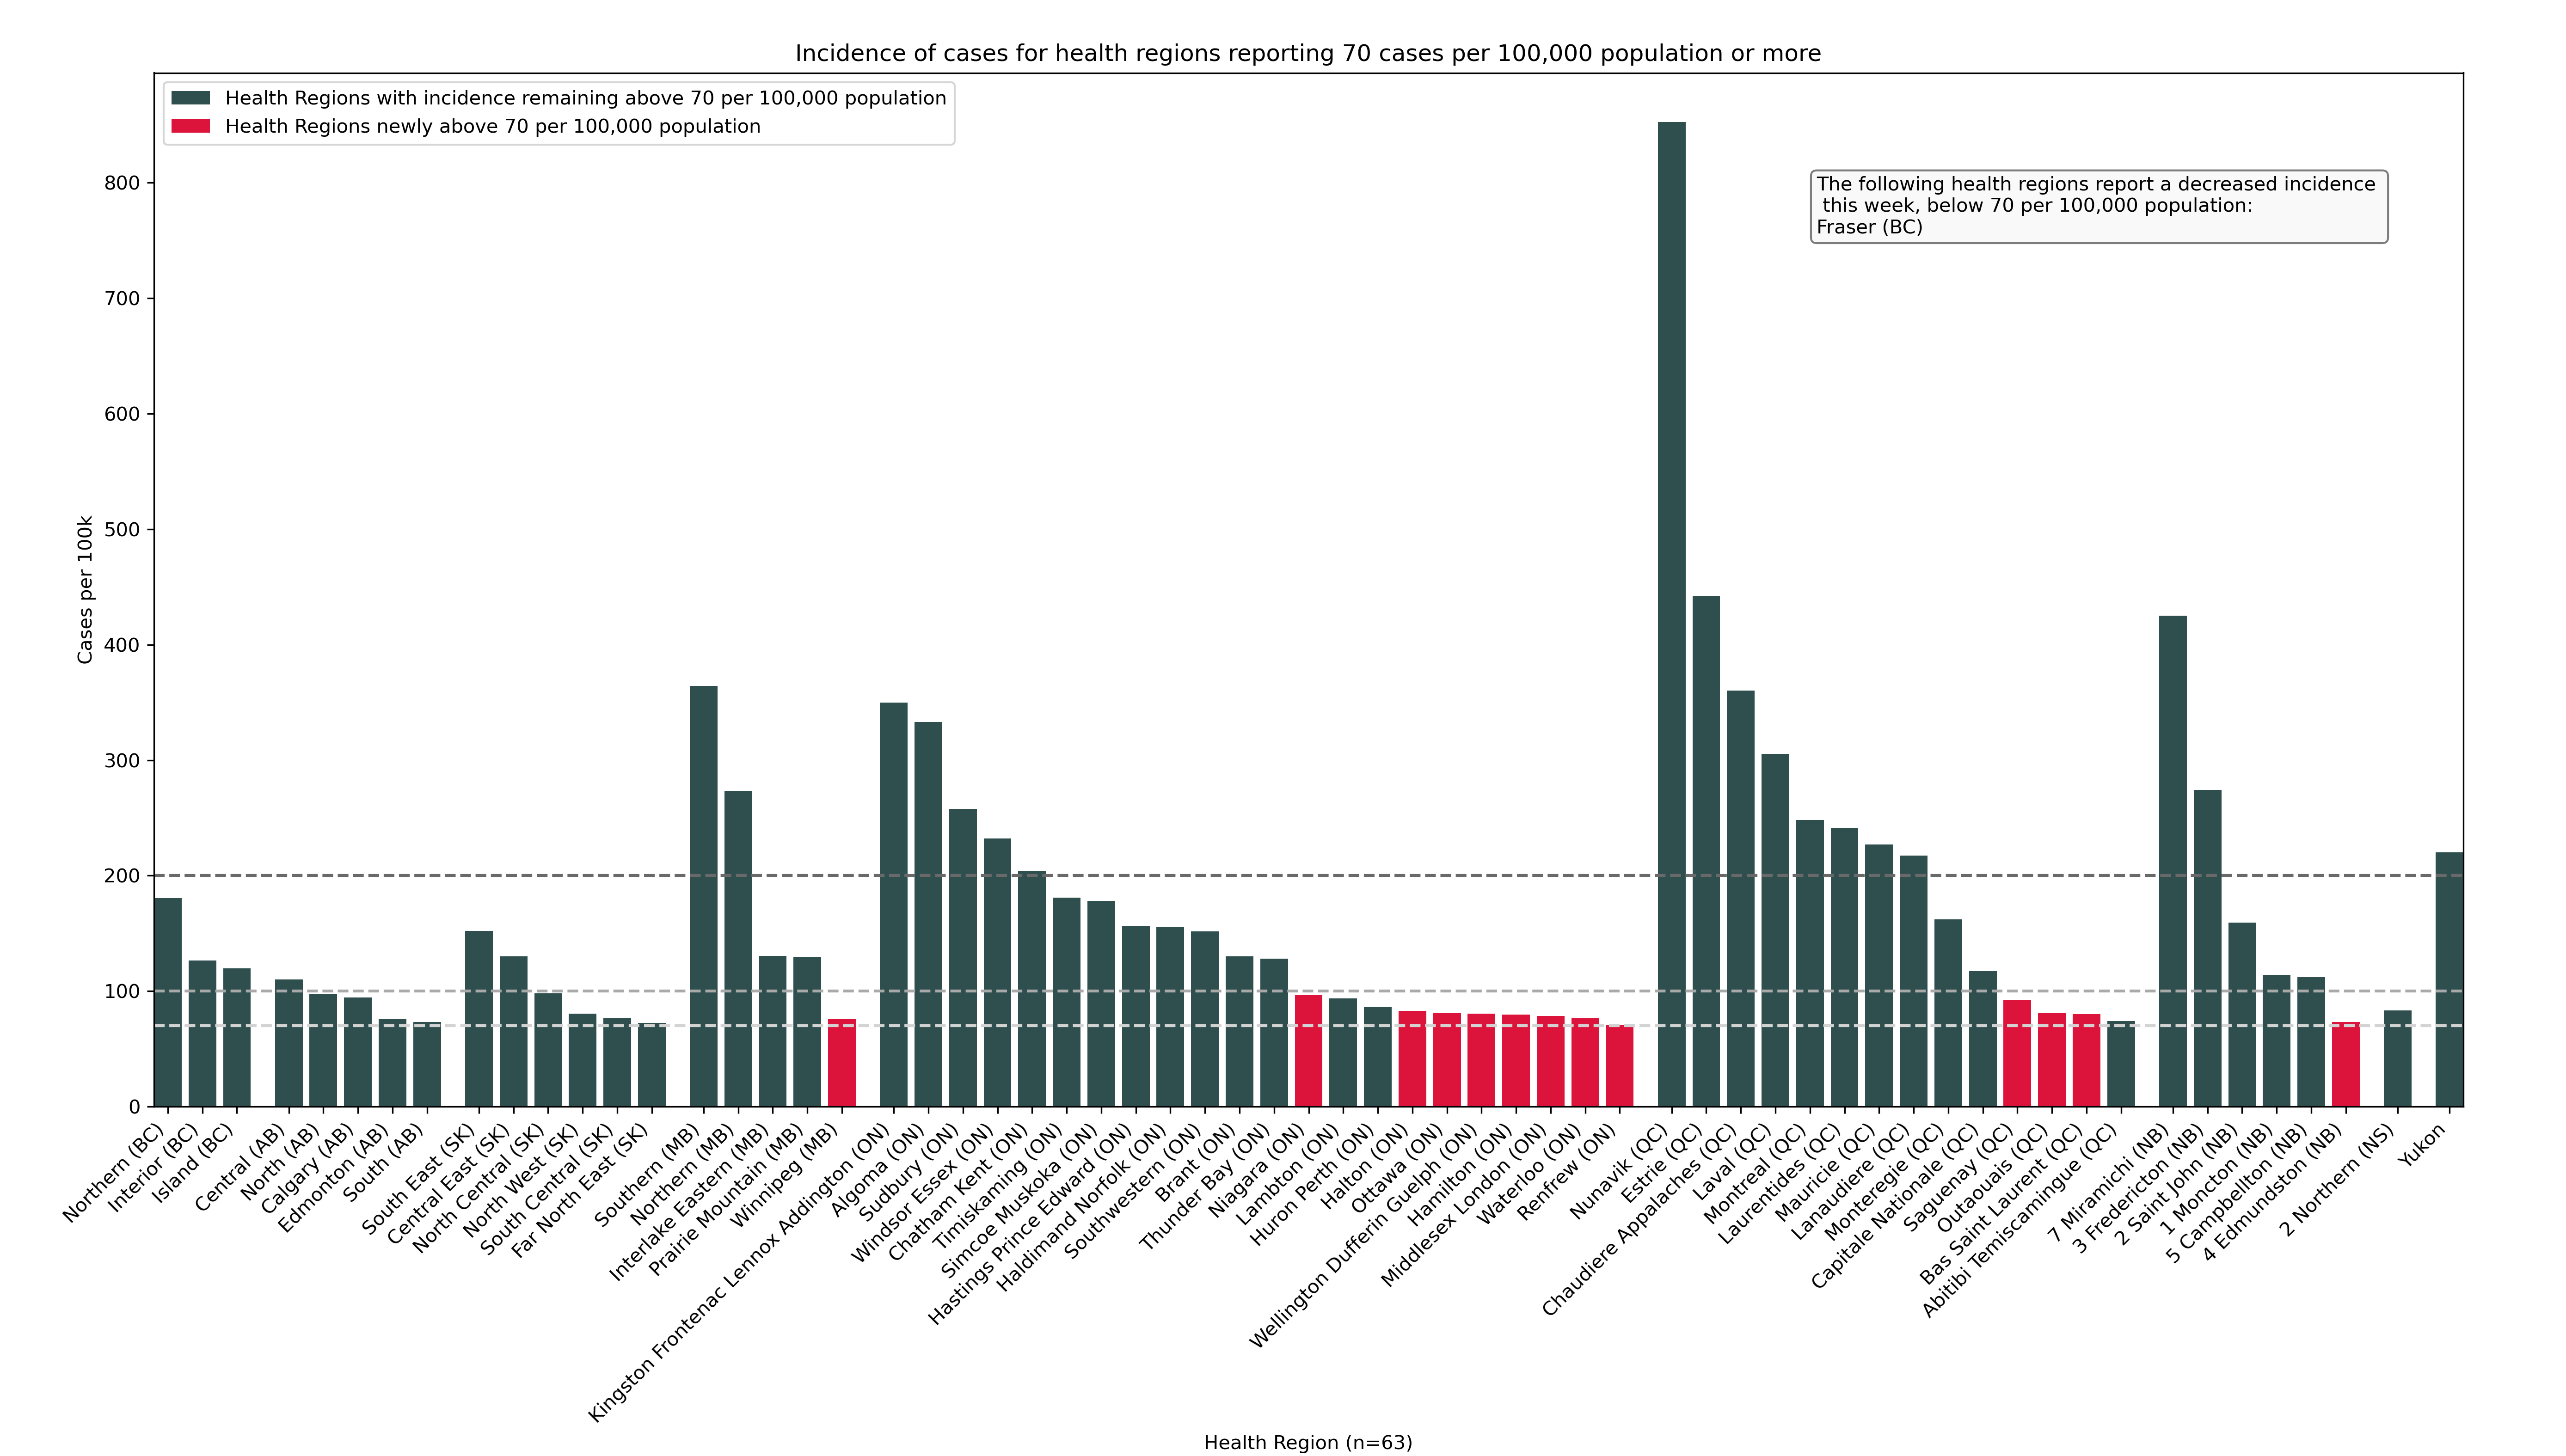 Incidence of cases for health regions reporting 70 cases per 100,000 population or more
Health Regions with incidence remaining above 70 per 100,000 population
Health Regions newly above 70 per 100,000 population
The following health regions report a decreased incidence
this week, below 70 per 100,000 population:
Fraser (BC)
Cases per 100k
800
700
600
500
400
300
200
100
0
Northern (BC)
Interior (BC)
Island (BC)
Central (AB)
North (AB)
Calgary (AB)
Edmonton (AB)
South (AB)
South East (SK)
Central East (SK)
North Central (SK)
North West (SK)
South Central (SK)
Far North East (SK)
Southern (MB)
Northern (MB)
Interlake Eastern (MB)
Prairie Mountain (MB)
Winnipeg (MB)
Kingston Frontenac Lennox Addington (ON)
Algoma (ON)
Sudbury (ON)
Windsor Essex (ON)
Chatham Kent (ON)
Timiskaming (ON)
Simcoe Muskoka (ON)
Hastings Prince Edward (ON)
Haldimand Norfolk (ON)
Southwestern (ON)
Brant (ON)
Thunder Bay (ON)
Niagara (ON)
Lambton (ON)
Huron Perth (ON)
Halton (ON)
Ottawa (ON)
Wellington Dufferin Guelph (ON)
Hamilton (ON)
Middlesex London (ON)
Waterloo (ON)
Renfrew (ON)
Nunavik (QC)
Estrie (QC)
Chaudiere Appalaches (QC)
Laval (QC)
Montreal (QC)
Laurentides (QC)
Mauricie (QC)
Lanaudiere (QC)
Monteregie (QC)
Capitale Nationale (QC)
Saguenay (QC)
Outaouais (QC)
Bas Saint Laurent (QC)
Abitibi Temiscamingue (QC)
7 Miramichi (NB)
3 Fredericton (NB)
2 Saint John (NB)
1 Moncton (NB)
5 Campbellton (NB)
4 Edmundston (NB)
2 Northern (NS)
Yukon
Health Region (n=63)